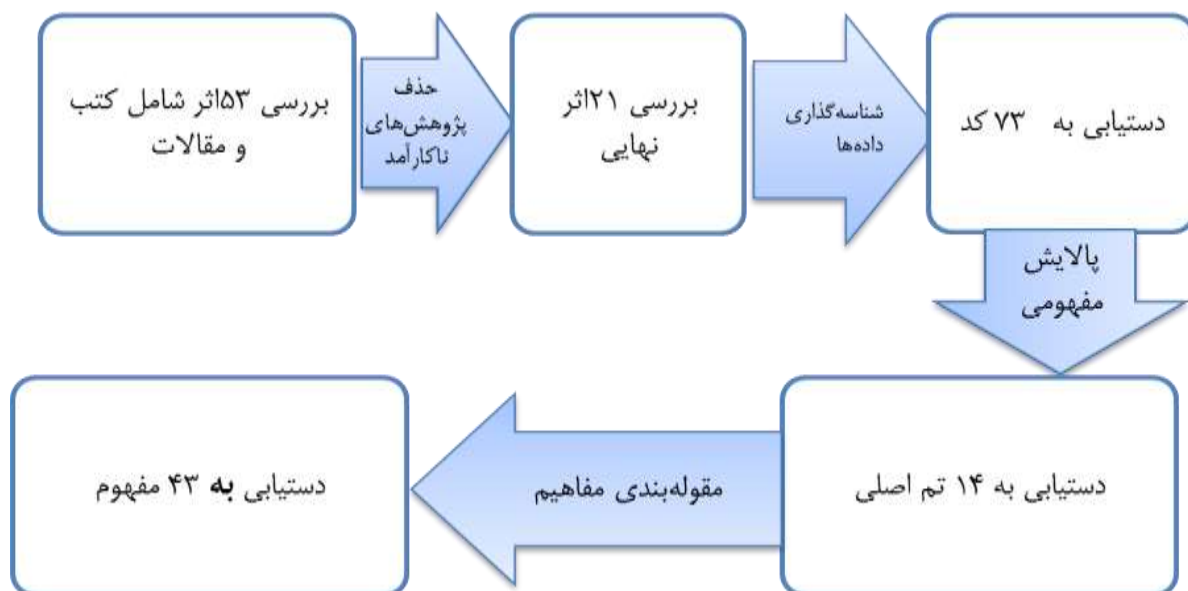 بررسی ۵۳اثر شامل کتب
و مقالات
حذف
پژوهش‌های
ناکارآمد
بررسی ۲۱اثر
نهایی
شناسه‌گذاری
داده‌ها
دستیابی به ۷۳ کد
پالایش
مفهومی
دستیابی به ۱۴ تم اصلی
مقوله‌بندی مفاهیم
دستیابی به ۴۳ مفهوم